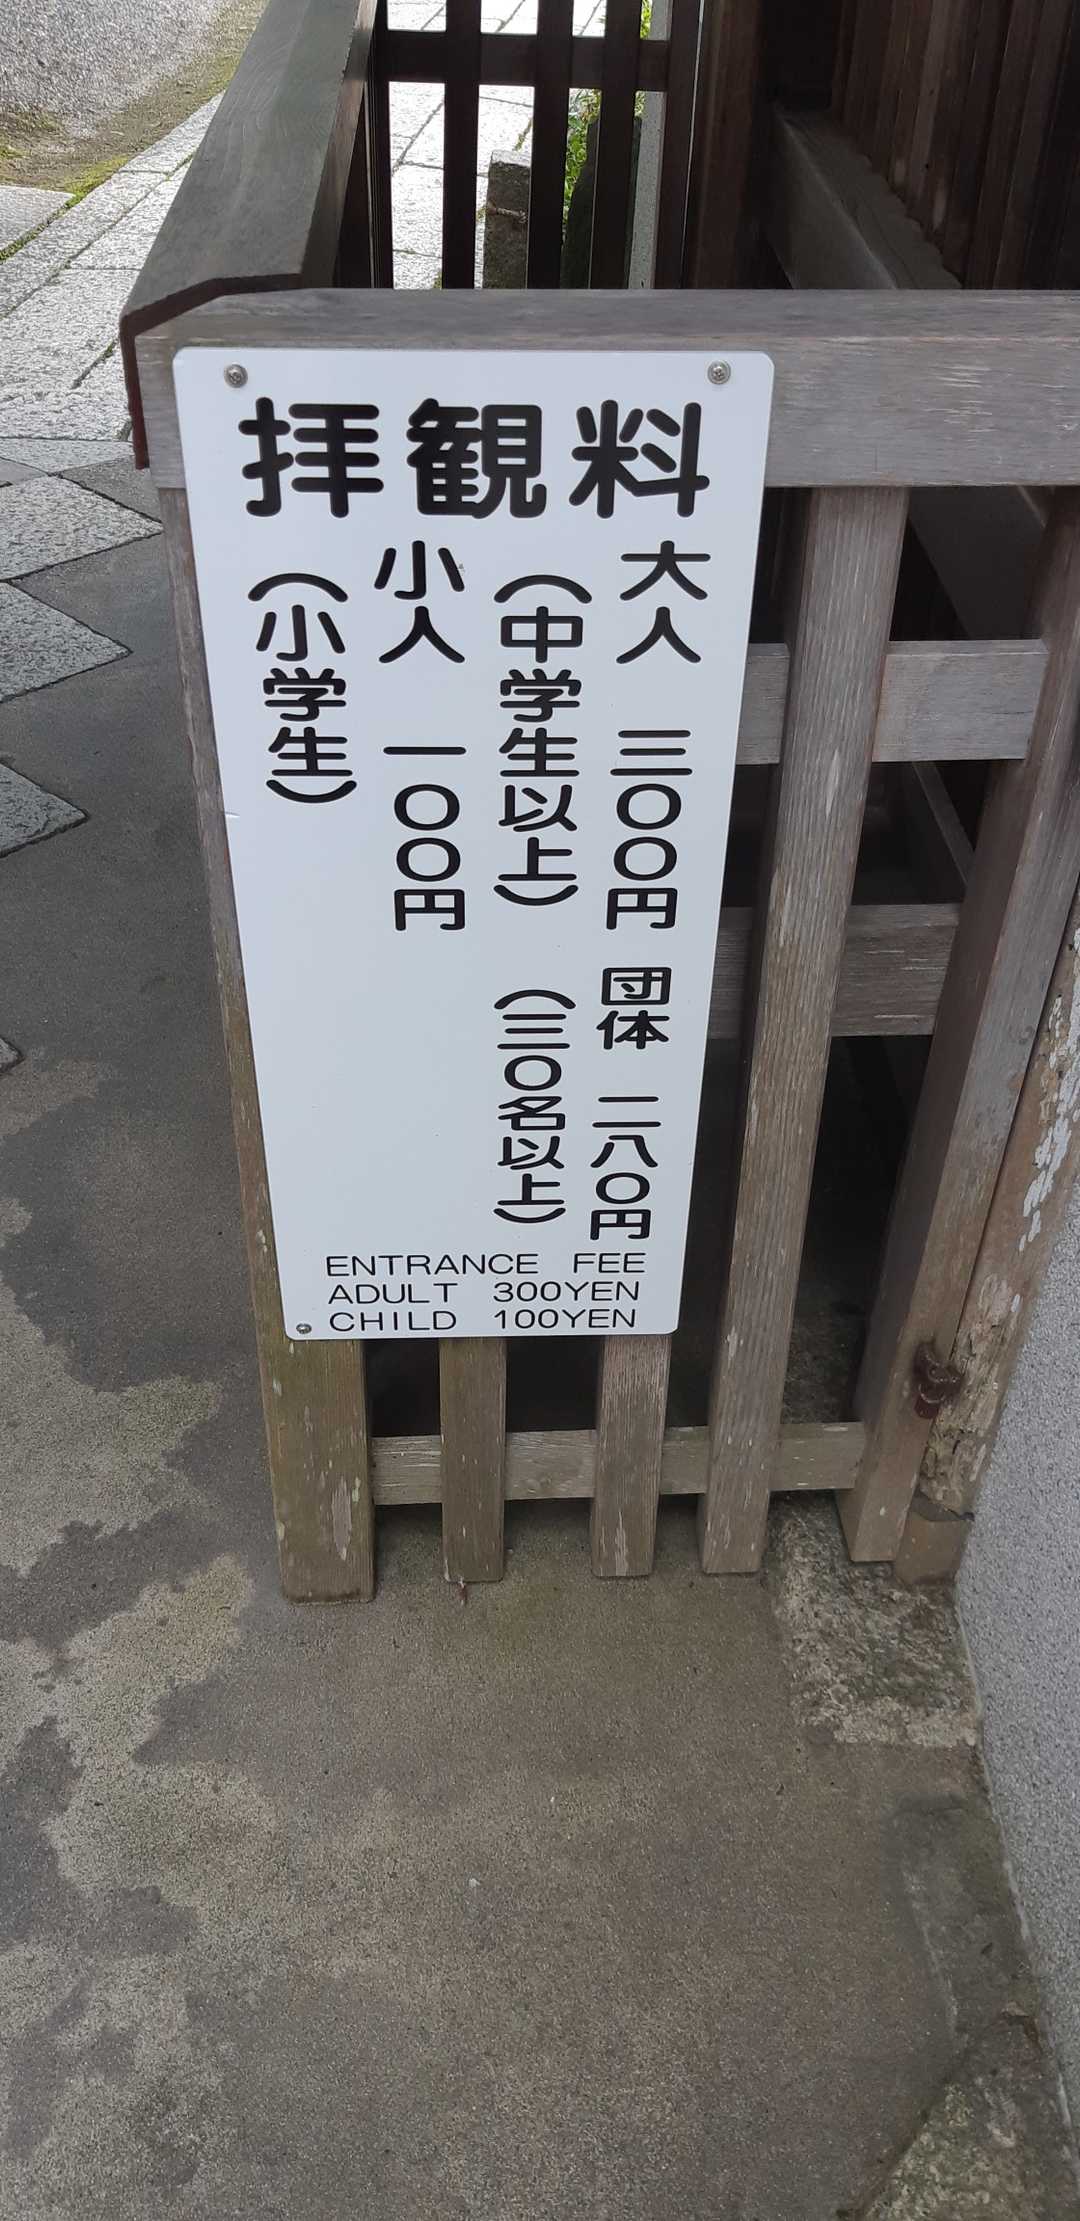 拝観料
大人 三〇〇円 団体 二八〇円
（中学生以上） （三〇名以上）
小人 一〇〇円
（小学生）
ENTRANCE FEE
ADULT 300YEN
CHILD 100YEN